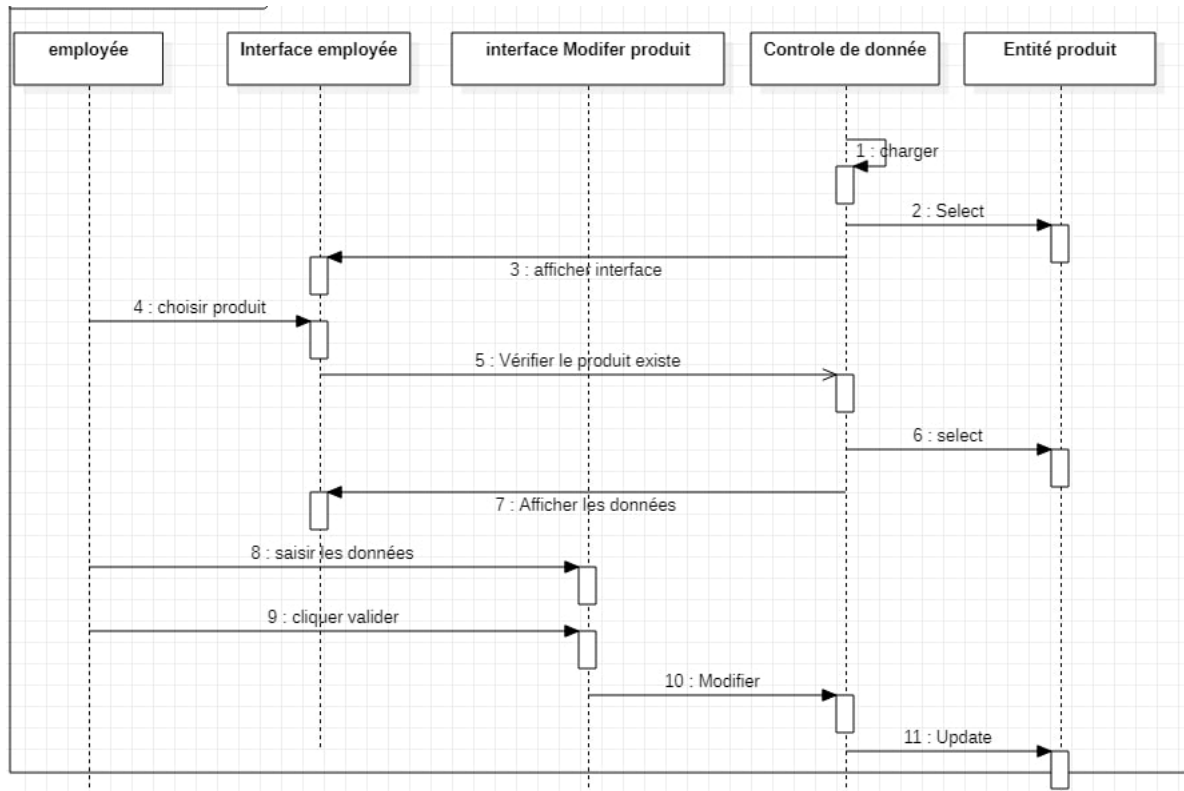 employée
Interface employée
interface Modifer produit
Controle de donnée
Entité produit
1 : charger
2 : Select
3 : afficher interface
4 : choisir produit
5 : Vérifier le produit existe
6 : select
7 : Afficher les données
8 : saisir les données
9 : cliquer valider
10 : Modifier
11 : Update